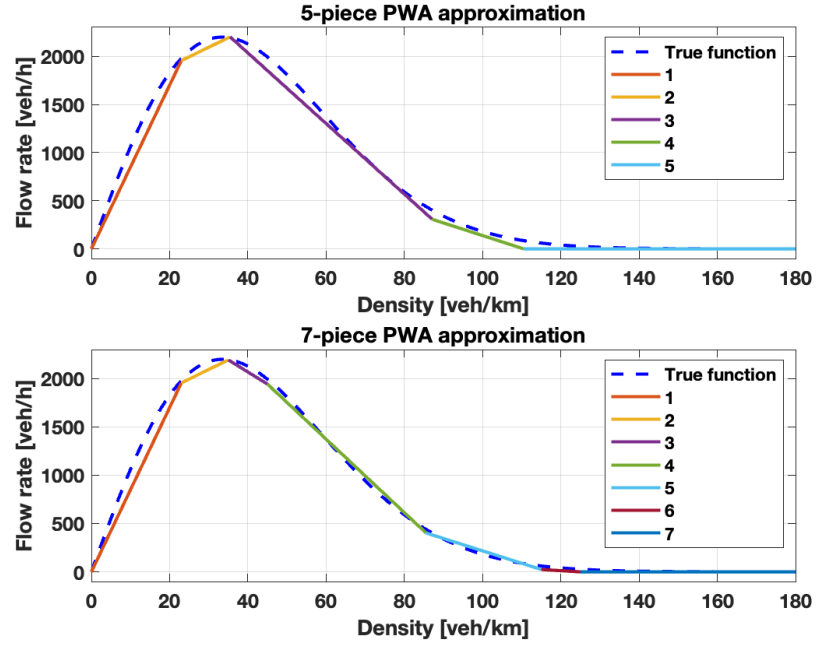 5-piece PWA approximation
Flow rate [veh/h]
2000
1500
1000
500
0
0 20 40 60 80 100 120 140 160 180
Density [veh/km]
True function
1
2
3
4
5
7-piece PWA approximation
Flow rate [veh/h]
2000
1500
1000
500
0
0 20 40 60 80 100 120 140 160 180
Density [veh/km]
True function
1
2
3
4
5
6
7